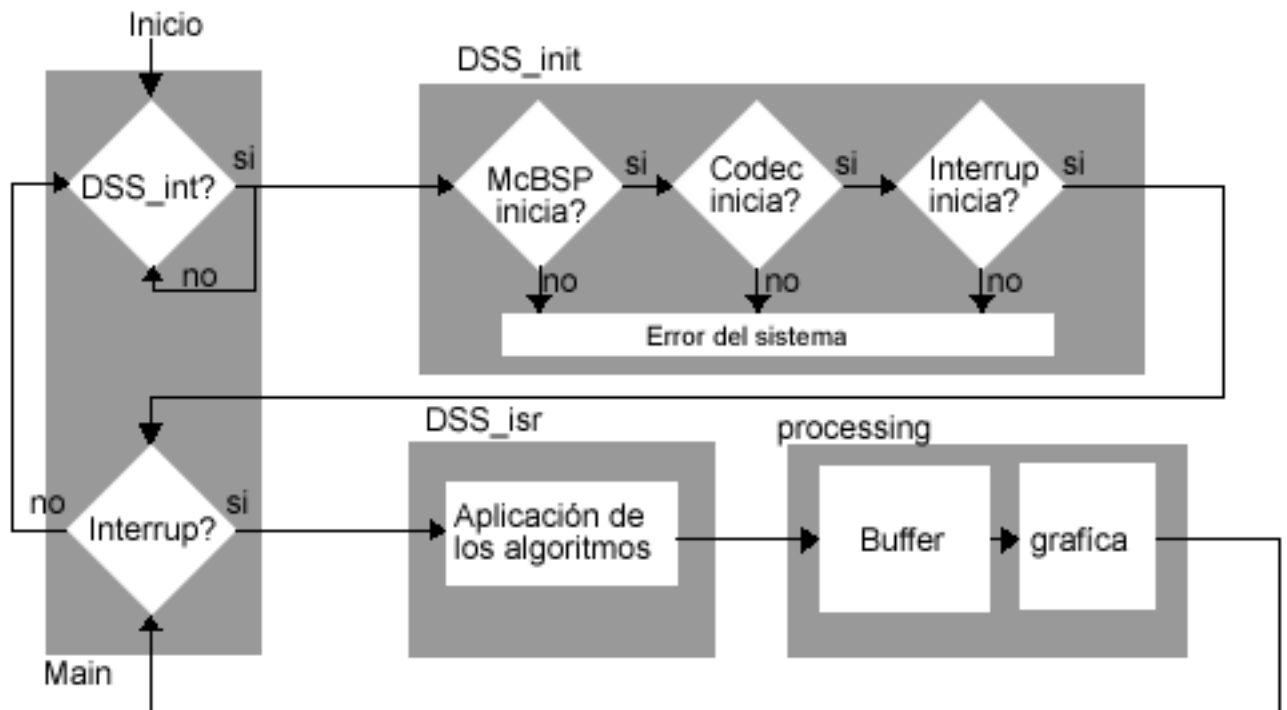 Inicio
DSS_int?
si
no
DSS_init
McBSP
inicia?
si
no
Codec
inicia?
si
no
Interrup
inicia?
si
no
Error del sistema
Interrup?
no
si
Main
DSS_isr
Aplicación de
los algoritmos
processing
Buffer
grafica